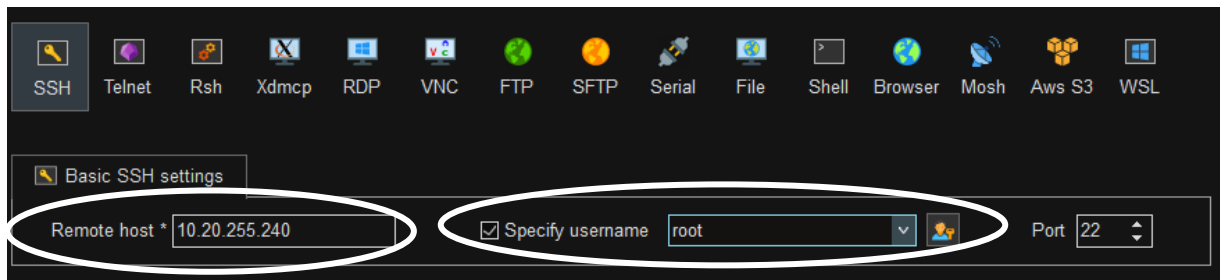 SSH Telnet Rsh Xdmcp RDP VNC FTP SFTP Serial File Shell Browser Mosh Aws S3 WSL
Basic SSH settings
Remote host * 10.20.255.240 Specify username root Port 22